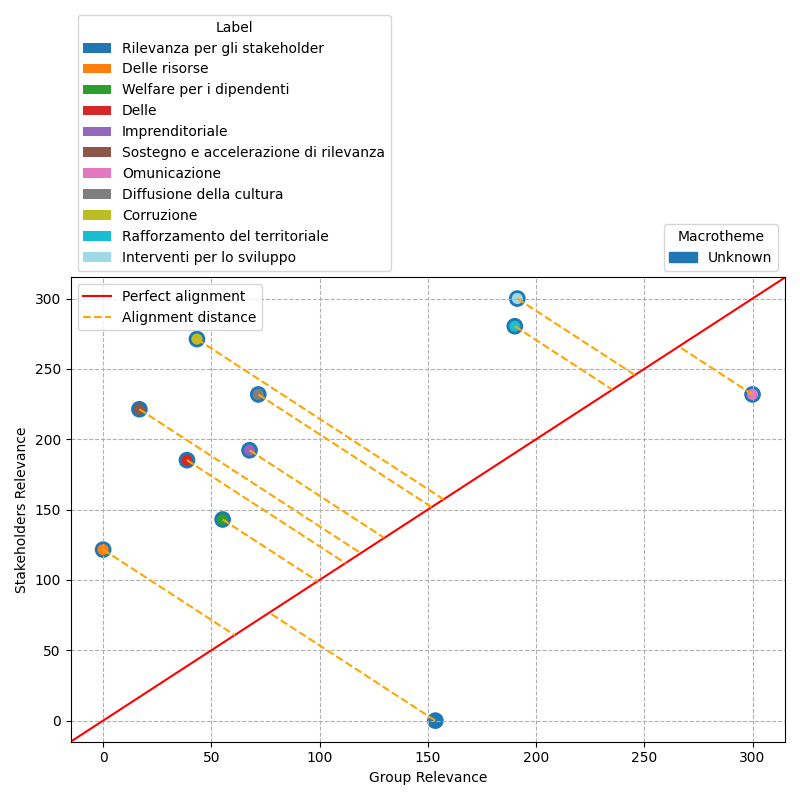 Label
Rilevanza per gli stakeholder
Delle risorse
Welfare per i dipendenti
Delle
Imprenditoriale
Sostegno e accelerazione di rilevanza
Omunicazione
Diffusione della cultura
Corruzione
Rafforzamento del territoriale
Interventi per lo sviluppo
Macrotheme
Unknown
Perfect alignment
Alignment distance
300
250
200
150
100
50
0
Stakeholders Relevance
0 50 100 150 200 250 300
Group Relevance